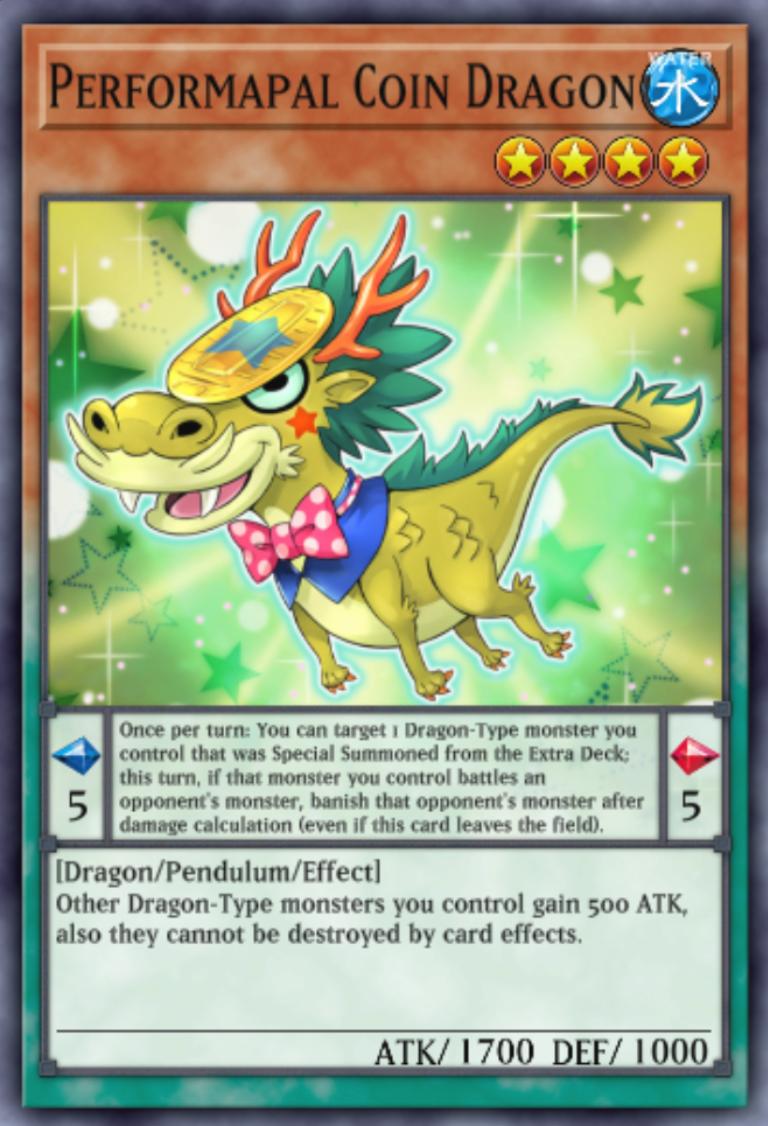 PERFORMAPAL COIN DRAGON
WATER
水
Once per turn: You can target 1 Dragon-Type monster you
control that was Special Summoned from the Extra Deck;
this turn, if that monster you control battles an
opponent's monster, banish that opponent's monster after
damage calculation (even if this card leaves the field).
5
5
[Dragon/Pendulum/Effect]
Other Dragon-Type monsters you control gain 500 ATK,
also they cannot be destroyed by card effects.
ATK/ 1700 DEF/ 1000